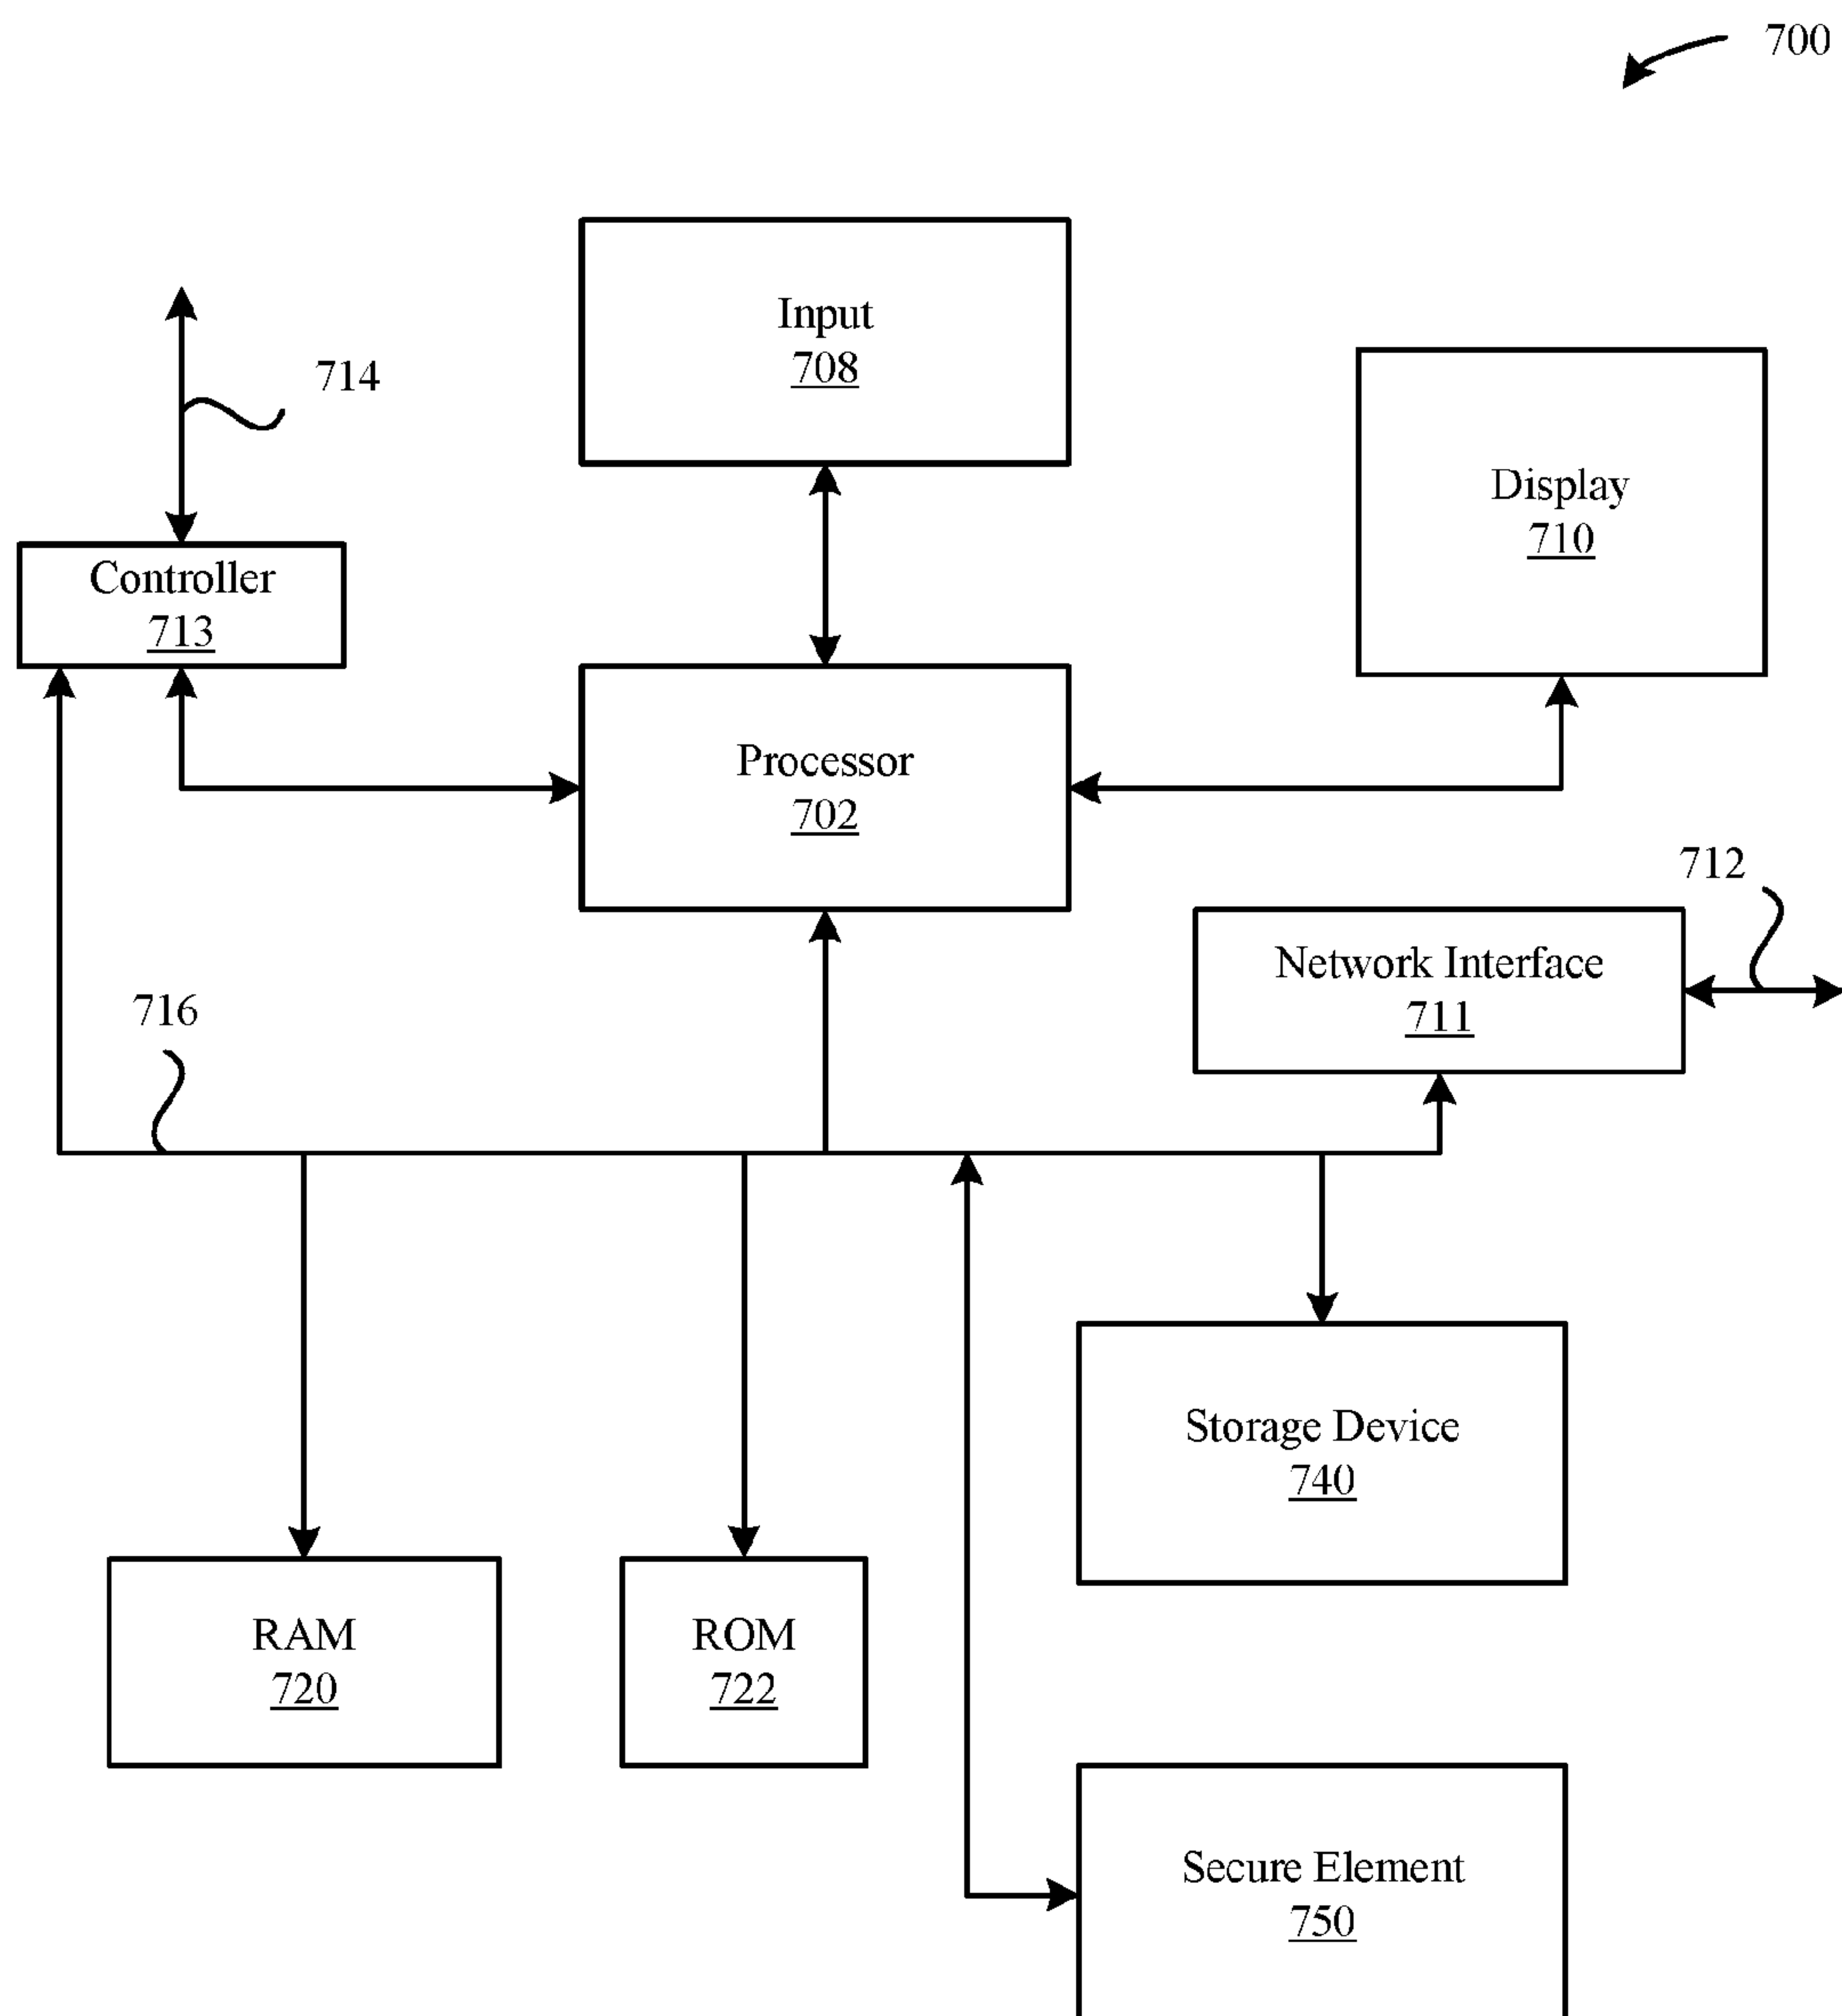 700
Input
708
714
Display
710
Controller
713
Processor
702
712
Network Interface
711
716
Storage Device
740
RAM
720
ROM
722
Secure Element
750